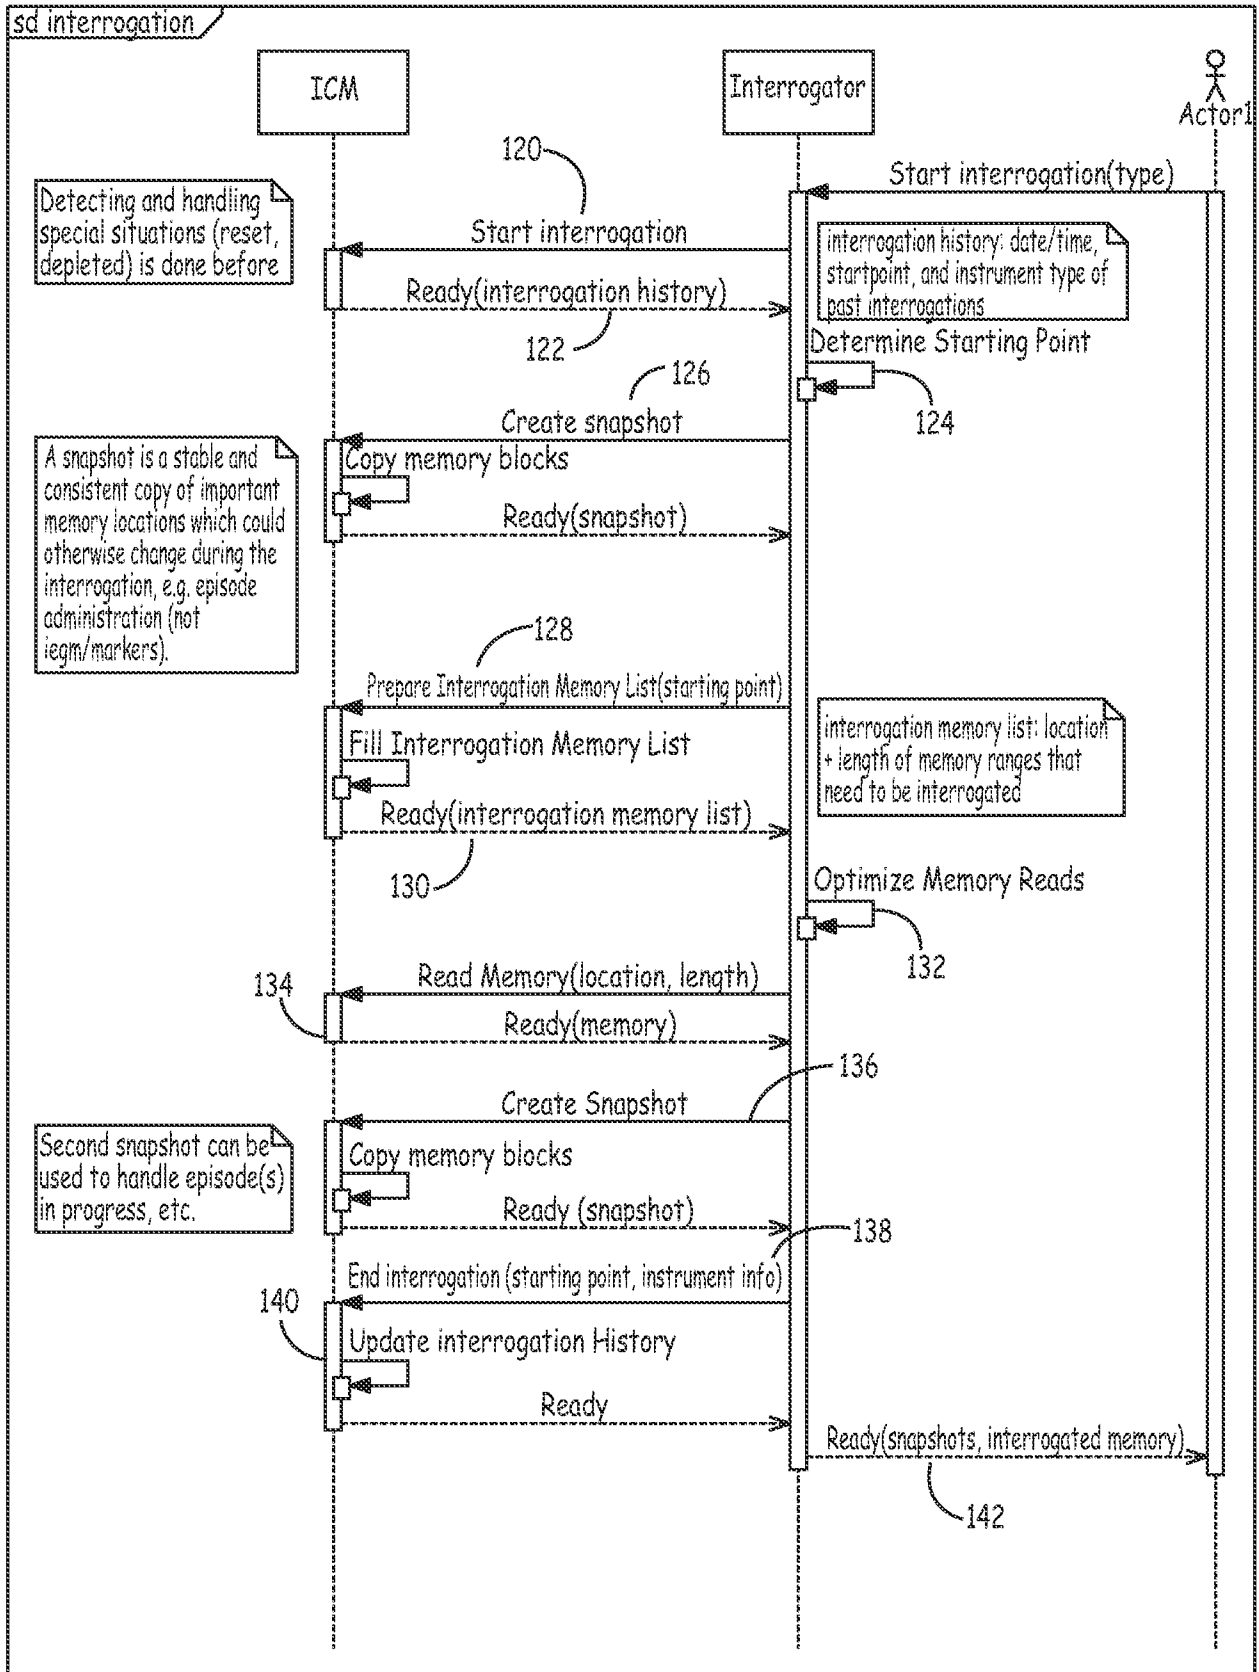 sd interrogation
ICM
Interrogator
Actor1
120
Start interrogation(type)
Detecting and handling
special situations (reset,
depleted) is done before
Start interrogation
interrogation history: date/time,
startpoint, and instrument type of
past interrogations
Ready(interrogation history)
122
Determine Starting Point
126
124
Create snapshot
A snapshot is a stable and
consistent copy of important
memory locations which could
otherwise change during the
interrogation, e.g. episode
administration (not
iegm/markers).
Copy memory blocks
Ready(snapshot)
128
Prepare Interrogation Memory List(starting point)
interrogation memory list: location
+ length of memory ranges that
need to be interrogated
Fill Interrogation Memory List
Ready(interrogation memory list)
130
Optimize Memory Reads
132
134
Read Memory(location, length)
Ready(memory)
136
Create Snapshot
Second snapshot can be
used to handle episode(s)
in progress, etc.
Copy memory blocks
Ready (snapshot)
138
End interrogation (starting point, instrument info)
140
Update interrogation History
Ready
Ready(snapshots, interrogated memory)
142